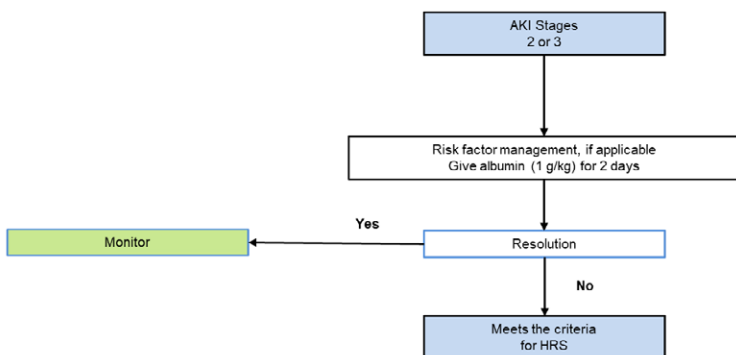 AKI Stages
2 or 3
Risk factor management, if applicable
Give albumin (1 g/kg) for 2 days
Yes
Monitor
Resolution
No
Meets the criteria
for HRS